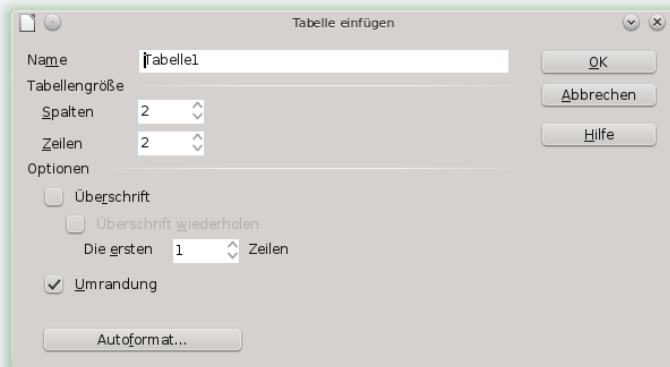 Tabelle einfügen
Name Tabelle1
OK
Tabellengröße
Abbrechen
Spalten 2
Zeilen 2
Hilfe
Optionen
Überschrift
Überschrift wiederholen
Die ersten 1 Zeilen
Umrandung
Autoformat...